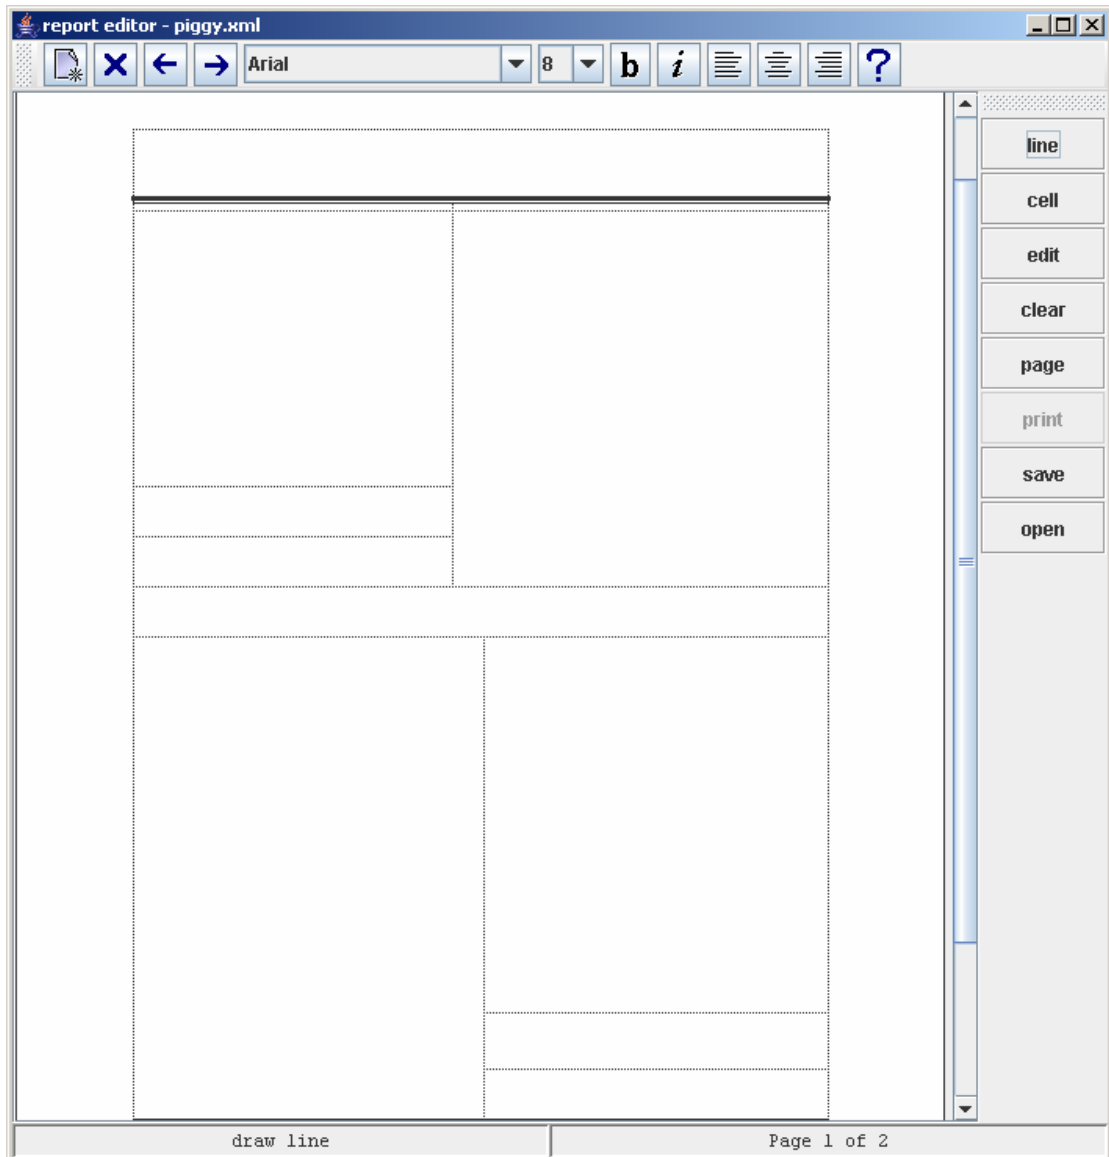 report editor - piggy.xml
Arial 8 b i ?
line
cell
edit
clear
page
print
save
open
draw line Page 1 of 2